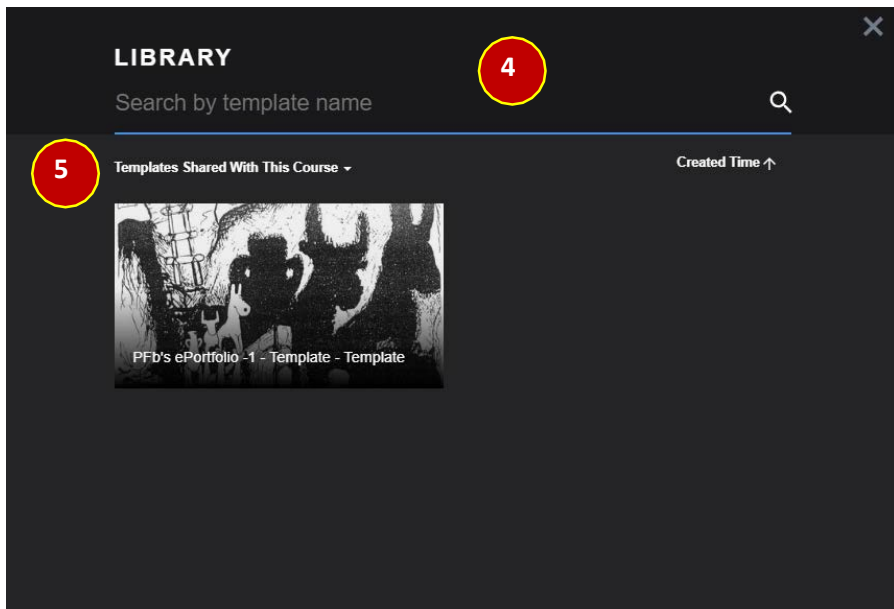 LIBRARY
4
Search by template name
5
Templates Shared With This Course
Created Time
PFb's ePortfolio -1 - Template - Template